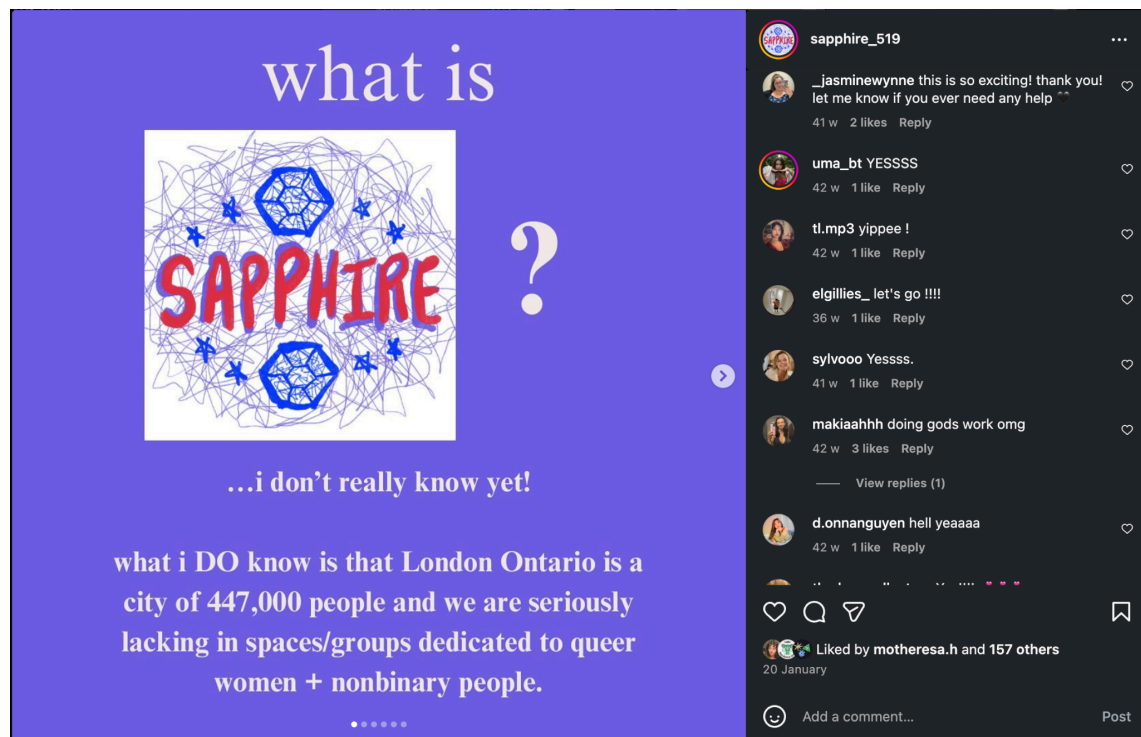 what is
SAPPHIRE
?
...i don't really know yet!
what i DO know is that London Ontario is a
city of 447,000 people and we are seriously
lacking in spaces/groups dedicated to queer
women + nonbinary people.
SAPPHIRE
sapphire_519
_jasminewynne this is so exciting! thank you!
let me know if you ever need any help 🖤
41 w 2 likes Reply
uma_bt YESSSS
42 w 1 like Reply
tl.mp3 yippee !
42 w 1 like Reply
elgillies_ let's go !!!!
36 w 1 like Reply
sylvooo Yessss.
41 w 1 like Reply
makiaahhh doing gods work omg
42 w 3 likes Reply
View replies (1)
d.onnanguyen hell yeaaaa
42 w 1 like Reply
Liked by motheresa.h and 157 others
20 January
Add a comment... Post